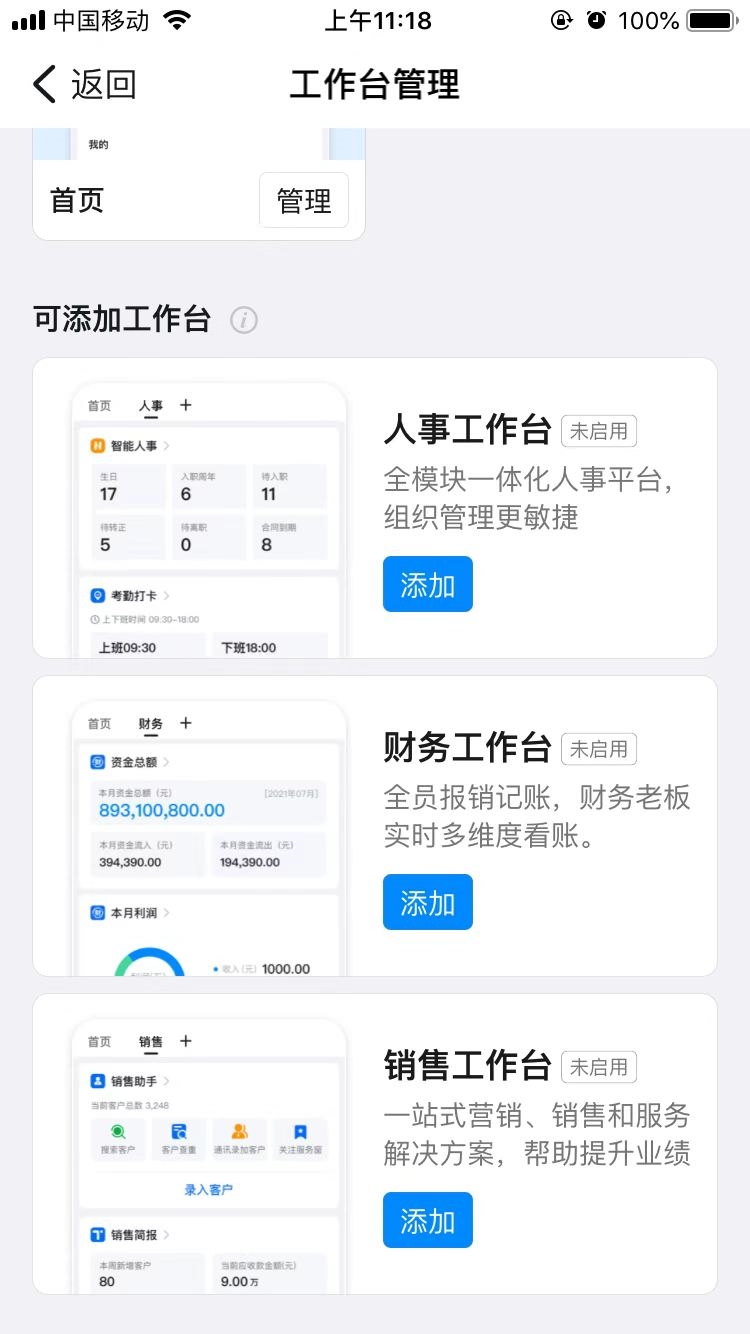 中国移动
上午11:18
100%
返回
工作台管理
我的
首页
管理
可添加工作台
首页 人事 +
智能人事
生日 入职周年 待入职
17 6 11
待转正 待离职 合同到期
5 0 8
考勤打卡
上下班时间 09:30-18:00
上班09:30 下班18:00
人事工作台 未启用
全模块一体化人事平台，
组织管理更敏捷
添加
首页 财务 +
资金总额
本月资金总额（元） [2021年07月]
893,100,800.00
本月资金流入（元） 本月资金流出（元）
394,390.00 194,390.00
本月利润
收入(元) 1000.00
财务工作台 未启用
全员报销记账，财务老板
实时多维度看账。
添加
首页 销售 +
销售助手
当前客户总数 3,248
搜索客户 客户查重 通讯录加客户 关注服务窗
录入客户
销售简报
本周新增客户 当前应收款金额(元)
80 9.00万
销售工作台 未启用
一站式营销、销售和服务
解决方案，帮助提升业绩
添加